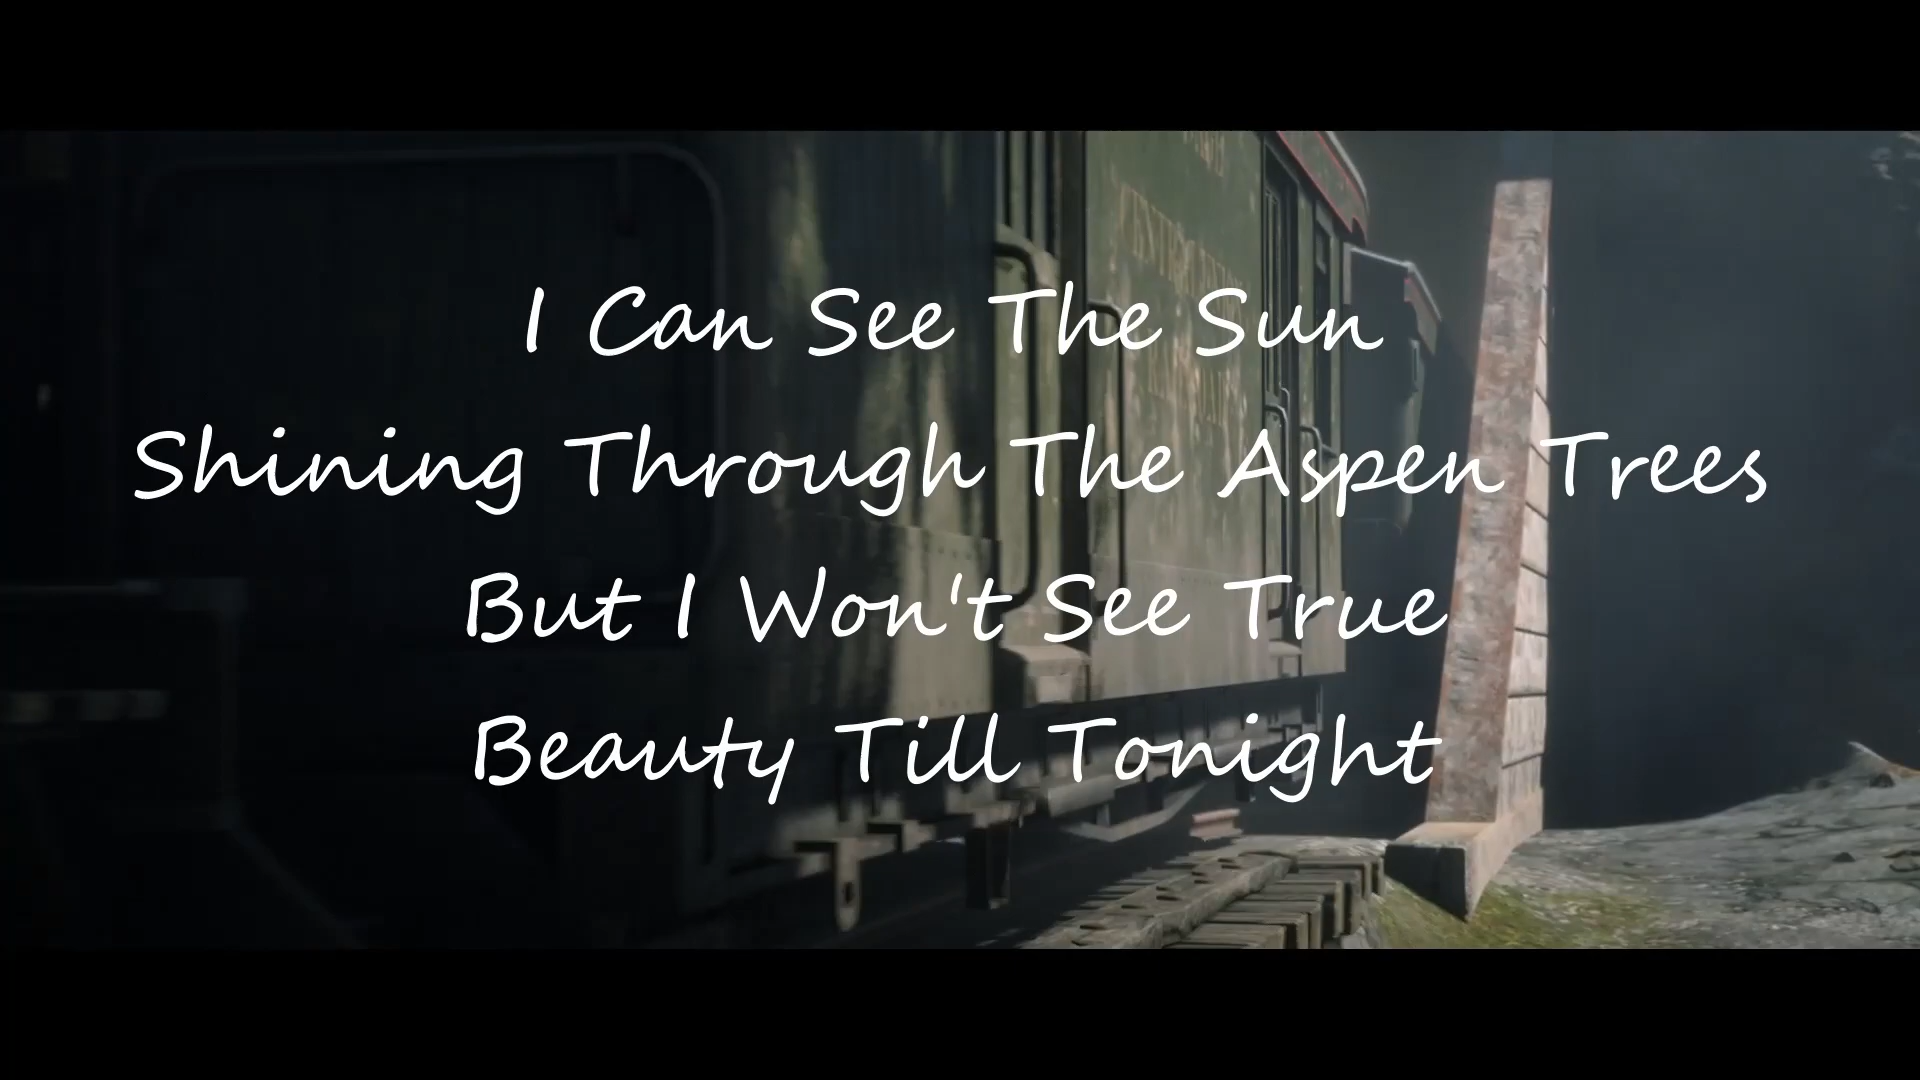 I Can See The Sun
Shining Through The Aspen Trees
But I Won't See True
Beauty Till Tonight